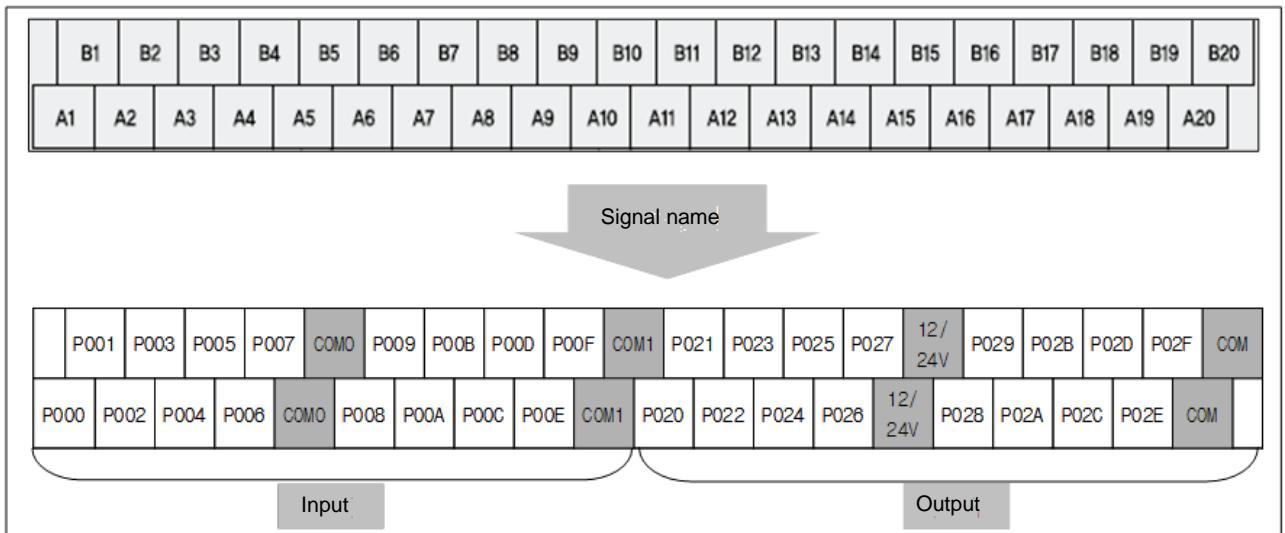 B1 B2 B3 B4 B5 B6 B7 B8 B9 B10 B11 B12 B13 B14 B15 B16 B17 B18 B19 B20
A1 A2 A3 A4 A5 A6 A7 A8 A9 A10 A11 A12 A13 A14 A15 A16 A17 A18 A19 A20
Signal name
P001 P003 P005 P007 COM0 P009 P00B P00D P00F COM1 P021 P023 P025 P027 12/24V P029 P02B P02D P02F COM
P000 P002 P004 P006 COM0 P008 P00A P00C P00E COM1 P020 P022 P024 P026 12/24V P028 P02A P02C P02E COM
Input Output